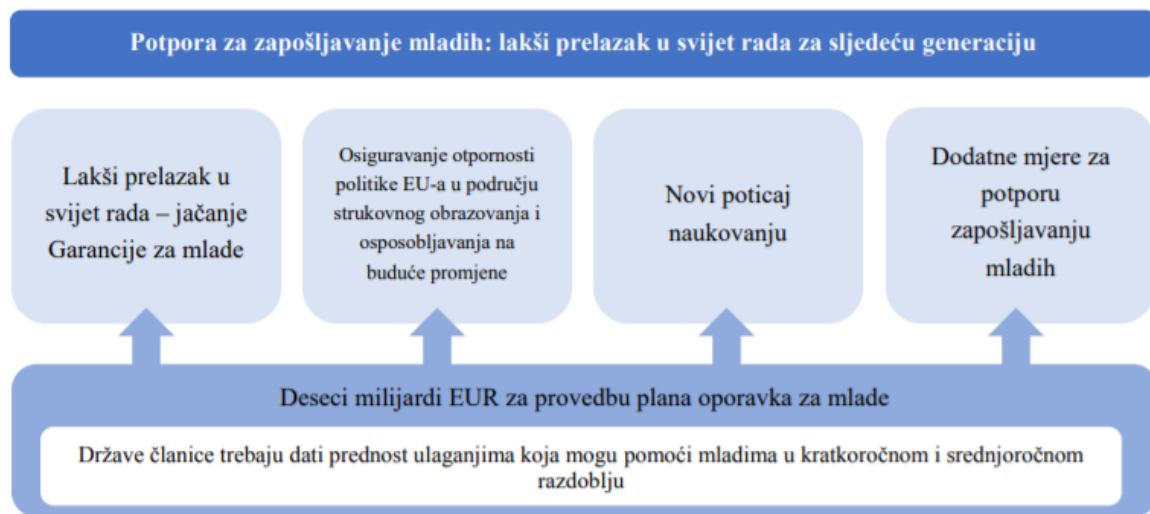 Potpora za zapošljavanje mladih: lakši prelazak u svijet rada za sljedeću generaciju
Lakši prelazak u
svijet rada – jačanje
Garancije za mlade
Osiguravanje otpornosti
politike EU-a u području
strukovnog obrazovanja i
osposobljavanja na
buduće promjene
Novi poticaj
naukovanju
Dodatne mjere za
potporu
zapošljavanju
mladih
Deseci milijardi EUR za provedbu plana oporavka za mlade
Države članice trebaju dati prednost ulaganjima koja mogu pomoći mladima u kratkoročnom i srednjoročnom
razdoblju